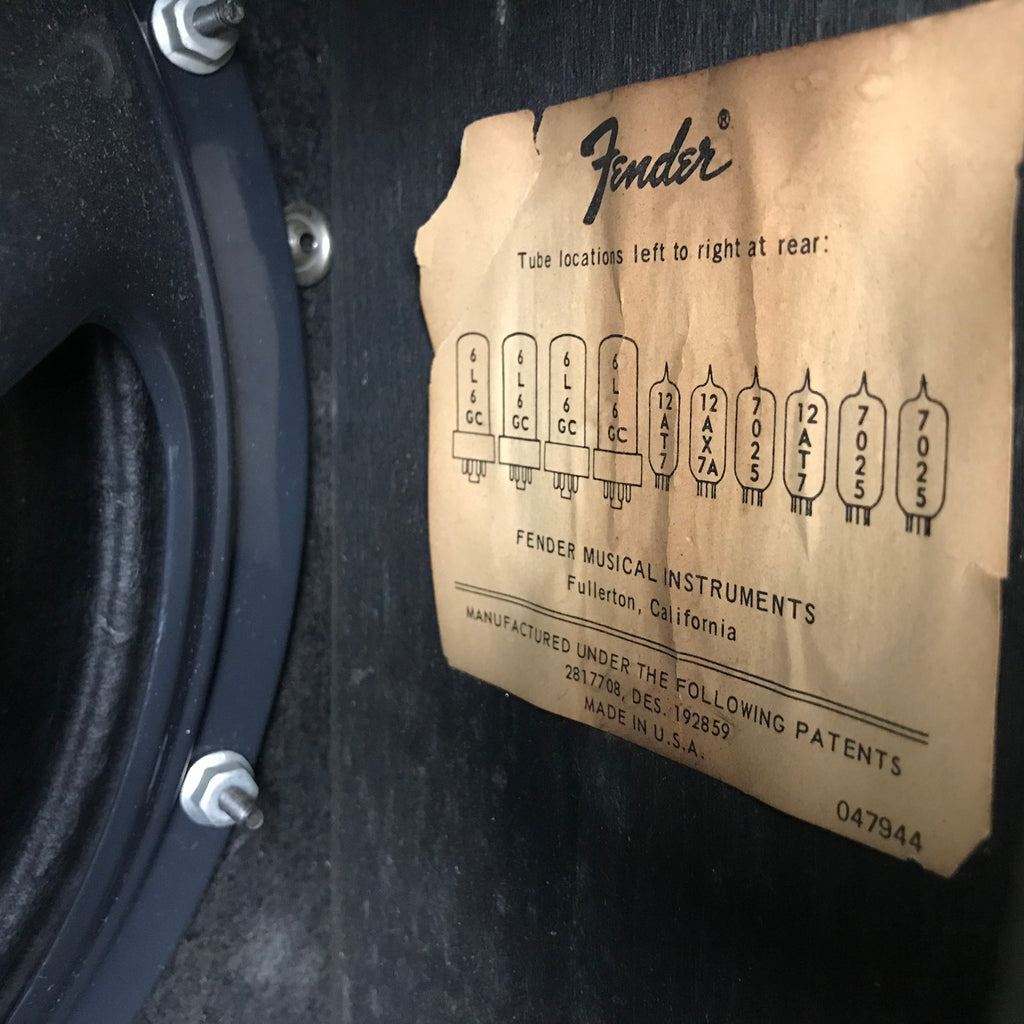 Fender®
Tube locations left to right at rear:
6L6GC 6L6GC 6L6GC 6L6GC 12AT7 12AX7A 7025 12AT7 7025 7025
FENDER MUSICAL INSTRUMENTS
Fullerton, California
MANUFACTURED UNDER THE FOLLOWING PATENTS
2817708, DES. 192859
MADE IN U.S.A.
047944